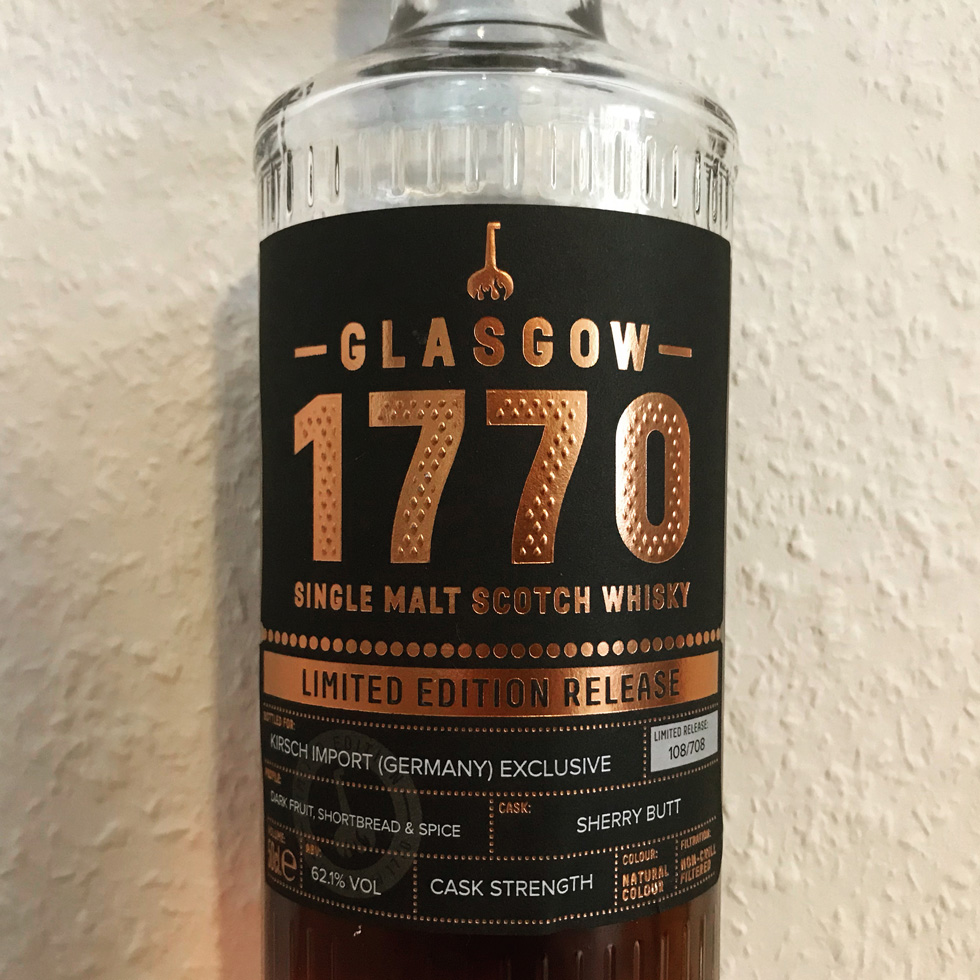 GLASGOW
1770
SINGLE MALT SCOTCH WHISKY
LIMITED EDITION RELEASE
BOTTLED FOR:
KIRSCH IMPORT (GERMANY) EXCLUSIVE
LIMITED RELEASE:
108/708
PROFILE:
DARK FRUIT, SHORTBREAD & SPICE
CASK:
SHERRY BUTT
VOLUME:
50cl e
ABV:
62.1% VOL
CASK STRENGTH
COLOUR:
NATURAL
COLOUR
FILTRATION:
NON-CHILL
FILTERED